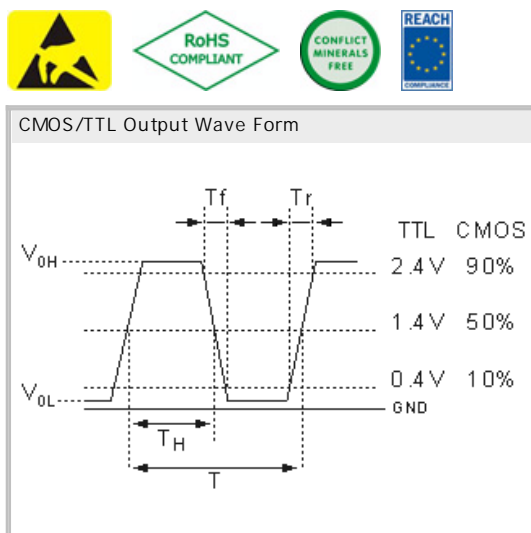 RoHS
COMPLIANT
CONFLICT
MINERALS
FREE
REACH
COMPLIANCE
CMOS/TTL Output Wave Form
Tf Tr
TTL CMOS
V0H
2.4V 90%
1.4V 50%
0.4V 10%
V0L
GND
TH
T